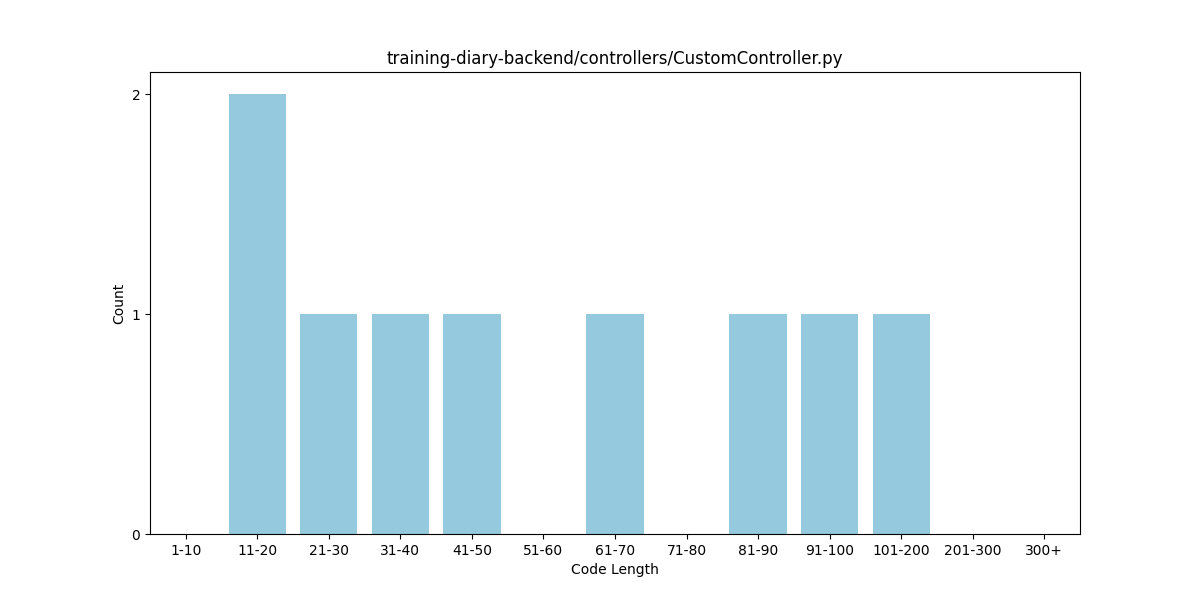 training-diary-backend/controllers/CustomController.py
2
1
0
Count
1-10 11-20 21-30 31-40 41-50 51-60 61-70 71-80 81-90 91-100 101-200 201-300 300+
Code Length